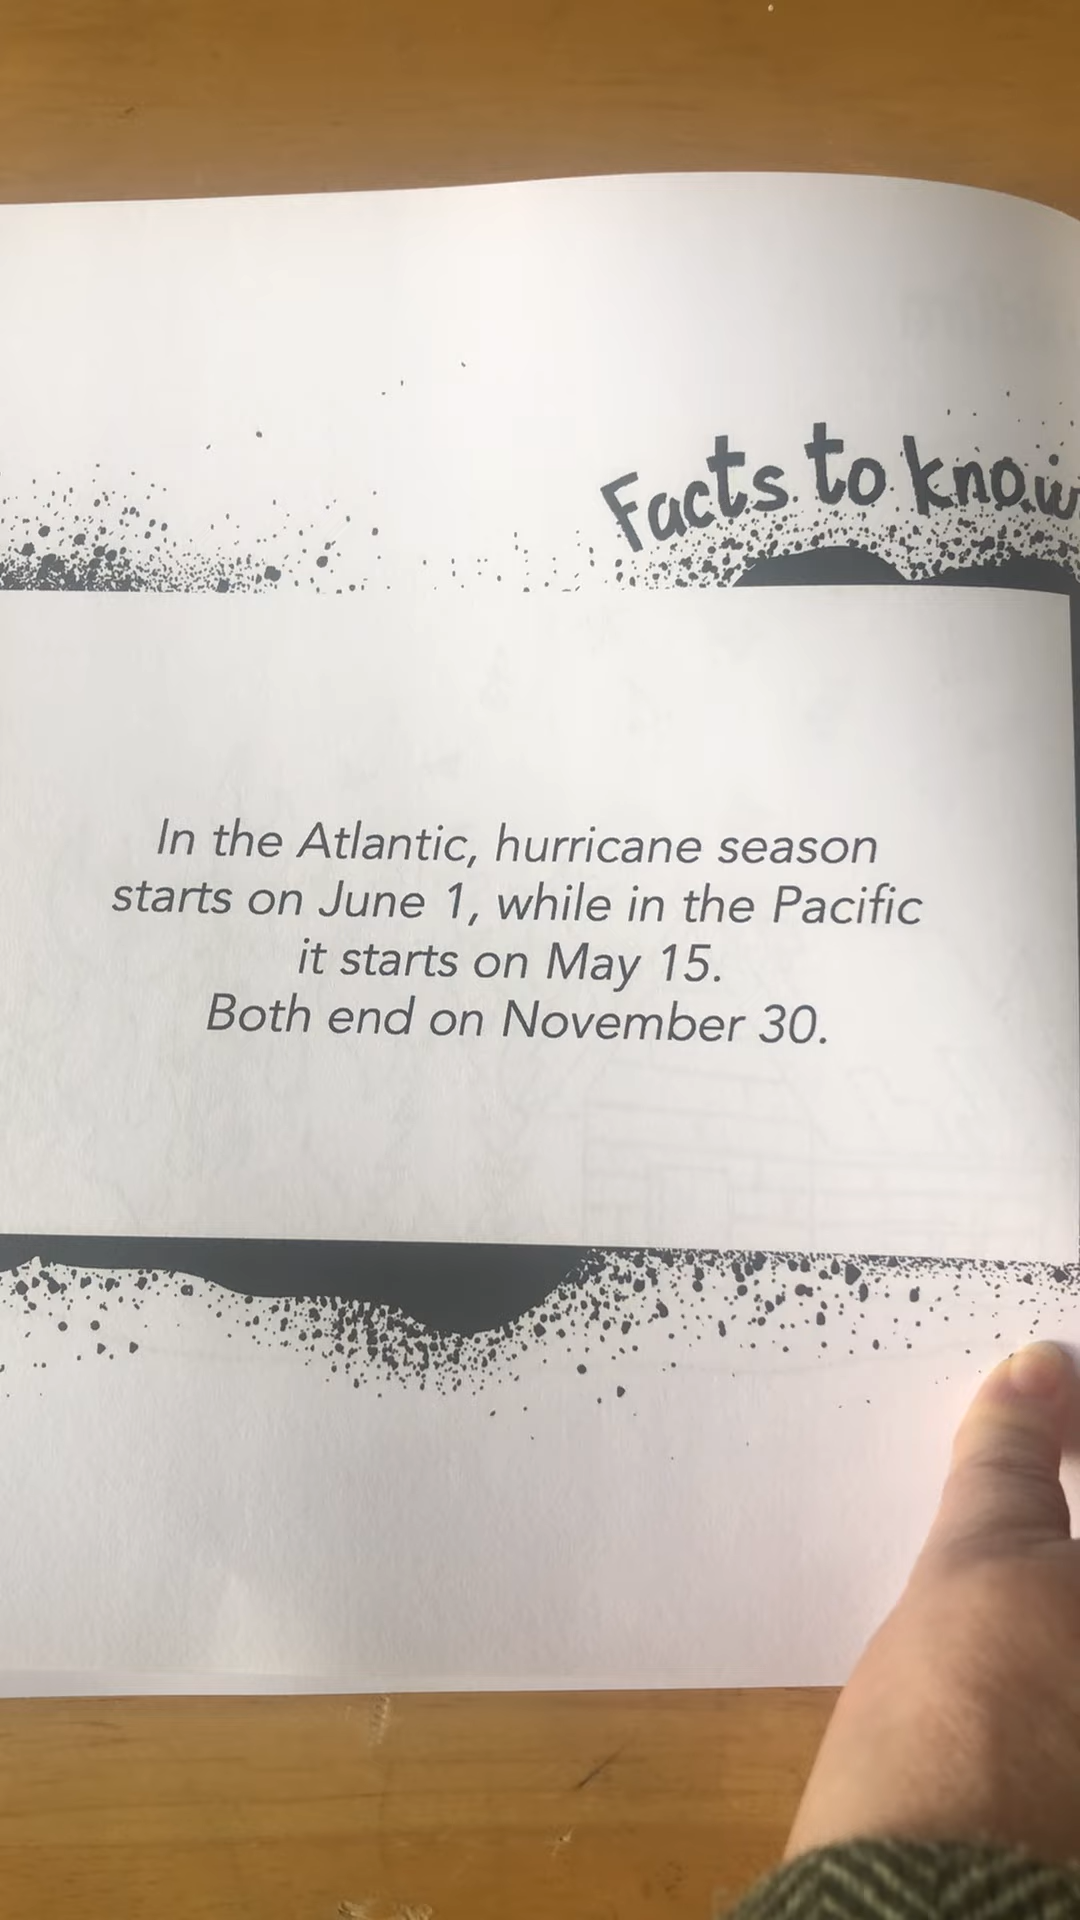 Facts to know
In the Atlantic, hurricane season
starts on June 1, while in the Pacific
it starts on May 15.
Both end on November 30.